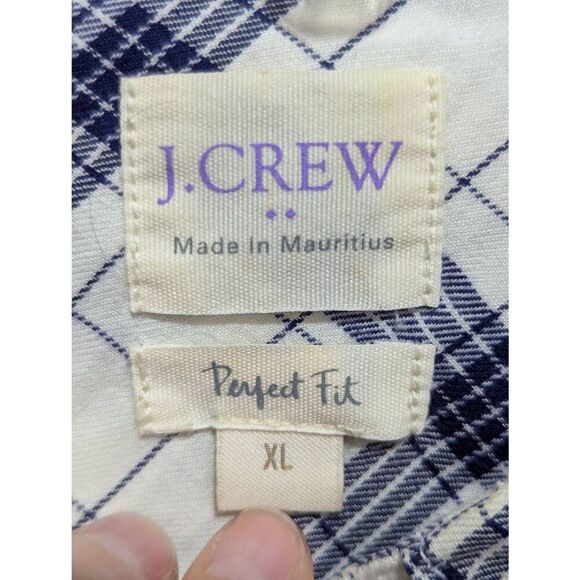 J.CREW
Made In Mauritius
Perfect Fit
XL